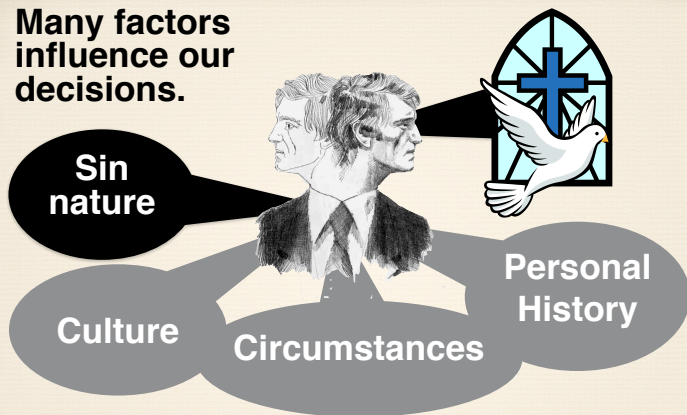 Many factors
influence our
decisions.
Sin
nature
Personal
History
Culture
Circumstances